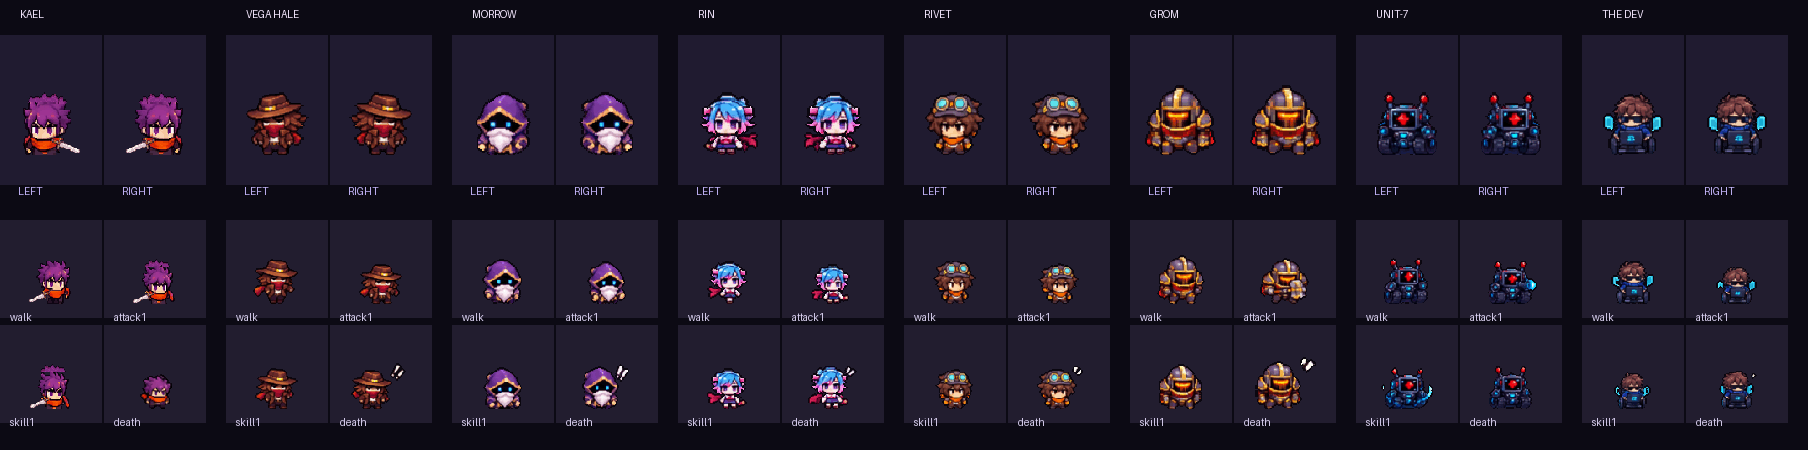 KAEL VEGA HALE MORROW RIN RIVET GROM UNIT-7 THE DEV
LEFT RIGHT LEFT RIGHT LEFT RIGHT LEFT RIGHT LEFT RIGHT LEFT RIGHT LEFT RIGHT LEFT RIGHT
walk attack1 walk attack1 walk attack1 walk attack1 walk attack1 walk attack1 walk attack1 walk attack1
skill1 death skill1 death skill1 death skill1 death skill1 death skill1 death skill1 death skill1 death